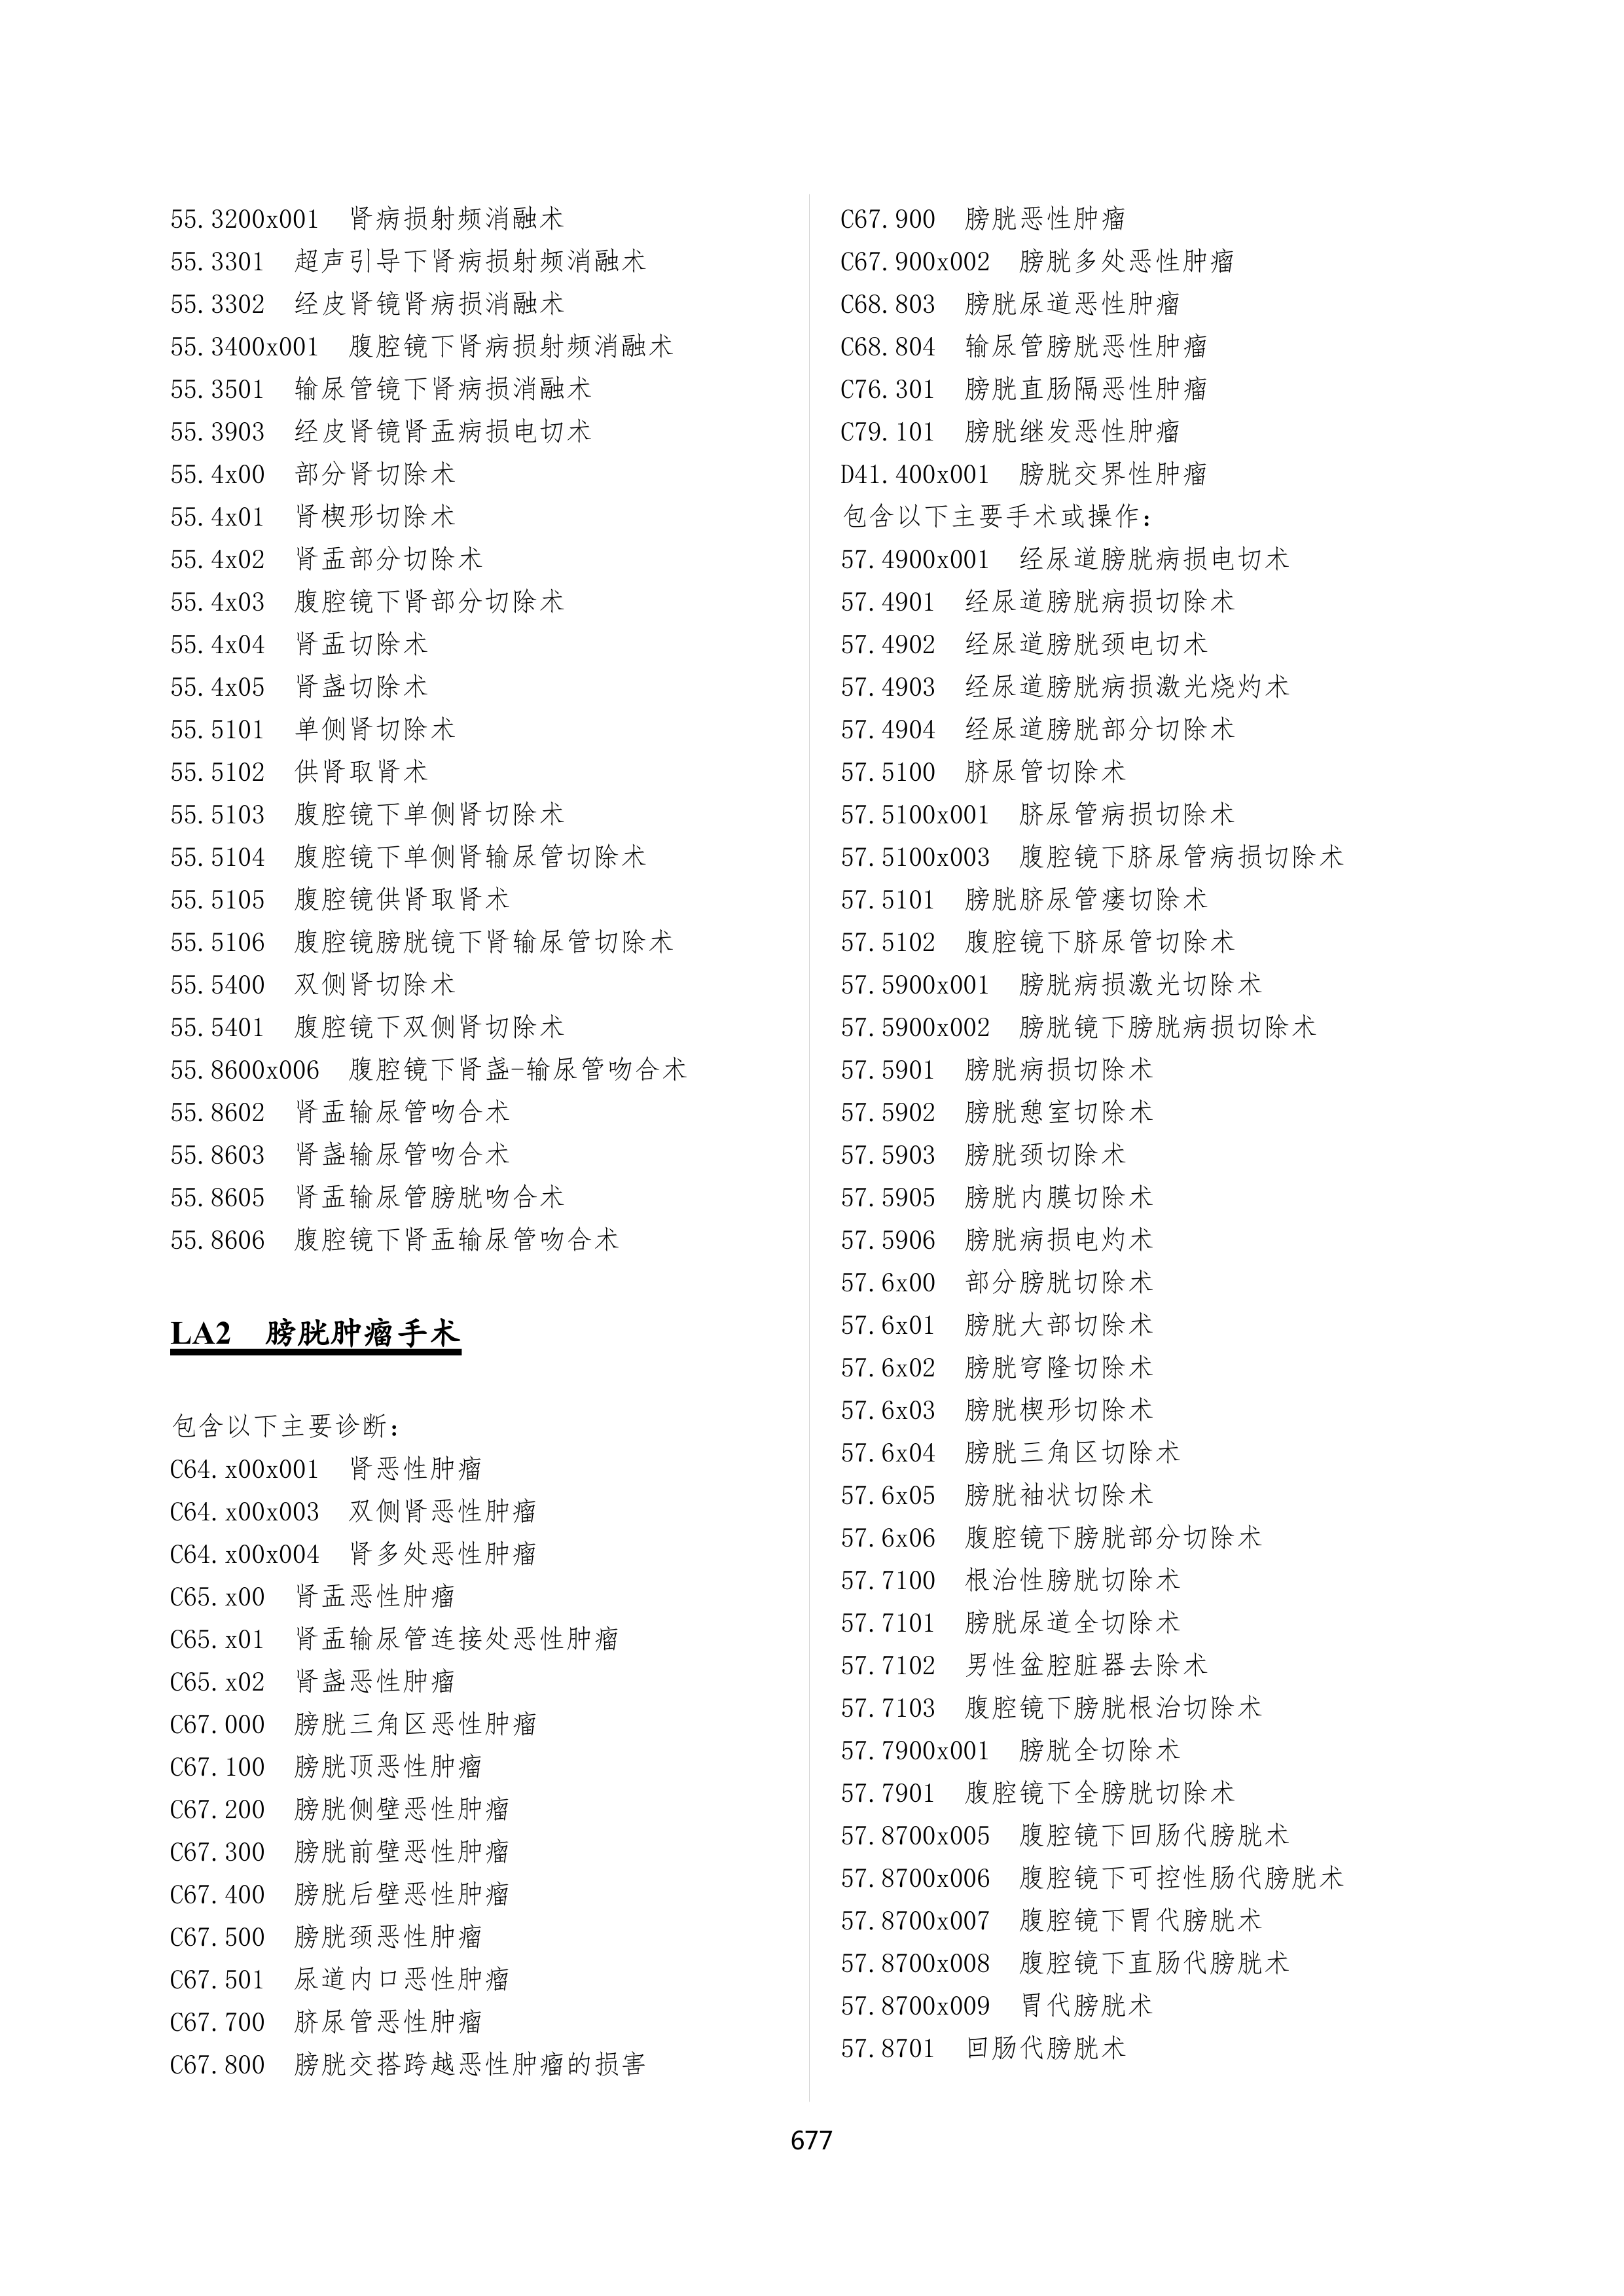 55.3200x001 肾病损射频消融术
55.3301 超声引导下肾病损射频消融术
55.3302 经皮肾镜肾病损消融术
55.3400x001 腹腔镜下肾病损射频消融术
55.3501 输尿管镜下肾病损消融术
55.3903 经皮肾镜肾盂病损电切术
55.4x00 部分肾切除术
55.4x01 肾楔形切除术
55.4x02 肾盂部分切除术
55.4x03 腹腔镜下肾部分切除术
55.4x04 肾盂切除术
55.4x05 肾盏切除术
55.5101 单侧肾切除术
55.5102 供肾取肾术
55.5103 腹腔镜下单侧肾切除术
55.5104 腹腔镜下单侧肾输尿管切除术
55.5105 腹腔镜供肾取肾术
55.5106 腹腔镜膀胱镜下肾输尿管切除术
55.5400 双侧肾切除术
55.5401 腹腔镜下双侧肾切除术
55.8600x006 腹腔镜下肾盏-输尿管吻合术
55.8602 肾盂输尿管吻合术
55.8603 肾盏输尿管吻合术
55.8605 肾盂输尿管膀胱吻合术
55.8606 腹腔镜下肾盂输尿管吻合术
LA2 膀胱肿瘤手术
包含以下主要诊断：
C64.x00x001 肾恶性肿瘤
C64.x00x003 双侧肾恶性肿瘤
C64.x00x004 肾多处恶性肿瘤
C65.x00 肾盂恶性肿瘤
C65.x01 肾盂输尿管连接处恶性肿瘤
C65.x02 肾盏恶性肿瘤
C67.000 膀胱三角区恶性肿瘤
C67.100 膀胱顶恶性肿瘤
C67.200 膀胱侧壁恶性肿瘤
C67.300 膀胱前壁恶性肿瘤
C67.400 膀胱后壁恶性肿瘤
C67.500 膀胱颈恶性肿瘤
C67.501 尿道内口恶性肿瘤
C67.700 脐尿管恶性肿瘤
C67.800 膀胱交搭跨越恶性肿瘤的损害
C67.900 膀胱恶性肿瘤
C67.900x002 膀胱多处恶性肿瘤
C68.803 膀胱尿道恶性肿瘤
C68.804 输尿管膀胱恶性肿瘤
C76.301 膀胱直肠隔恶性肿瘤
C79.101 膀胱继发恶性肿瘤
D41.400x001 膀胱交界性肿瘤
包含以下主要手术或操作：
57.4900x001 经尿道膀胱病损电切术
57.4901 经尿道膀胱病损切除术
57.4902 经尿道膀胱颈电切术
57.4903 经尿道膀胱病损激光烧灼术
57.4904 经尿道膀胱部分切除术
57.5100 脐尿管切除术
57.5100x001 脐尿管病损切除术
57.5100x003 腹腔镜下脐尿管病损切除术
57.5101 膀胱脐尿管瘘切除术
57.5102 腹腔镜下脐尿管切除术
57.5900x001 膀胱病损激光切除术
57.5900x002 膀胱镜下膀胱病损切除术
57.5901 膀胱病损切除术
57.5902 膀胱憩室切除术
57.5903 膀胱颈切除术
57.5905 膀胱内膜切除术
57.5906 膀胱病损电灼术
57.6x00 部分膀胱切除术
57.6x01 膀胱大部切除术
57.6x02 膀胱穹隆切除术
57.6x03 膀胱楔形切除术
57.6x04 膀胱三角区切除术
57.6x05 膀胱袖状切除术
57.6x06 腹腔镜下膀胱部分切除术
57.7100 根治性膀胱切除术
57.7101 膀胱尿道全切除术
57.7102 男性盆腔脏器去除术
57.7103 腹腔镜下膀胱根治切除术
57.7900x001 膀胱全切除术
57.7901 腹腔镜下全膀胱切除术
57.8700x005 腹腔镜下回肠代膀胱术
57.8700x006 腹腔镜下可控性肠代膀胱术
57.8700x007 腹腔镜下胃代膀胱术
57.8700x008 腹腔镜下直肠代膀胱术
57.8700x009 胃代膀胱术
57.8701 回肠代膀胱术
677